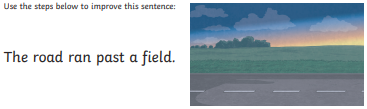 Use the steps below to improve this sentence:
The road ran past a field.